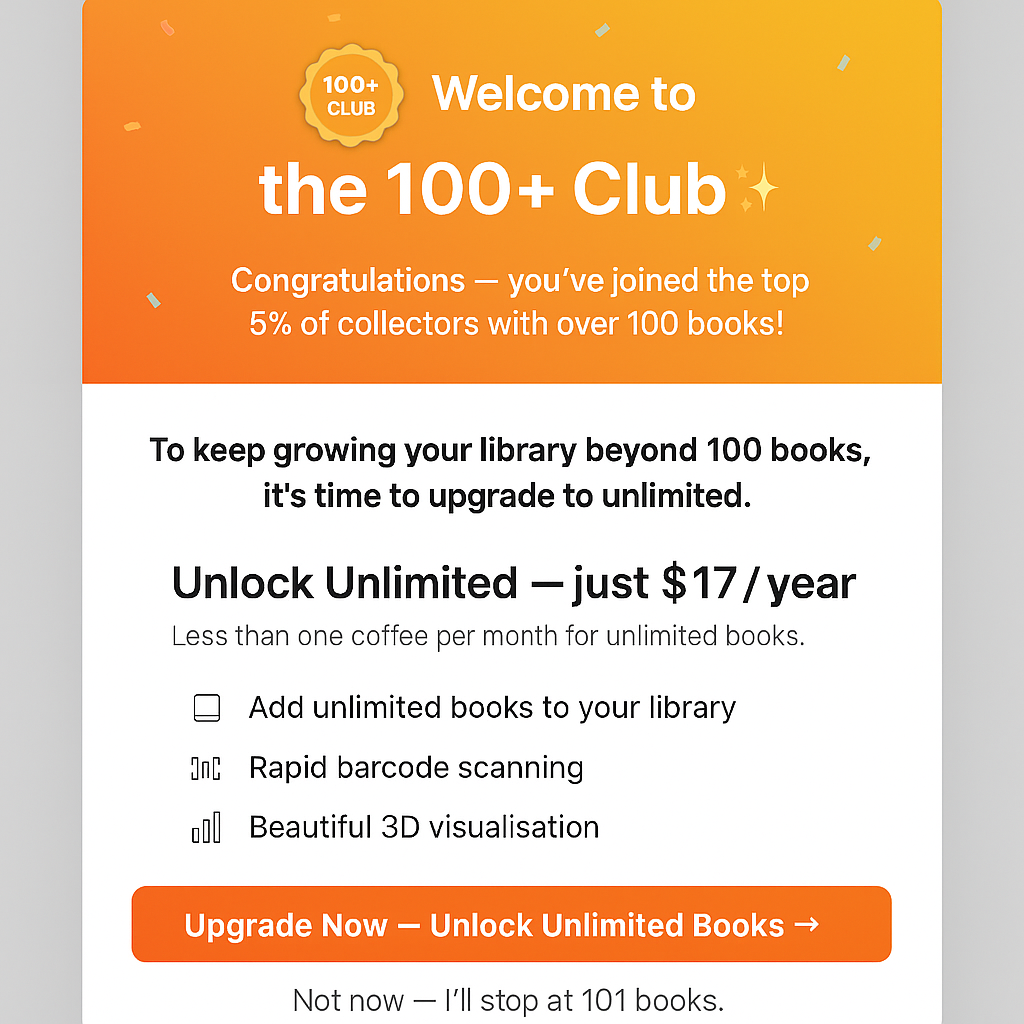 100+
CLUB
Welcome to
the 100+ Club
Congratulations — you’ve joined the top
5% of collectors with over 100 books!
To keep growing your library beyond 100 books,
it's time to upgrade to unlimited.
Unlock Unlimited — just $17/year
Less than one coffee per month for unlimited books.
Add unlimited books to your library
Rapid barcode scanning
Beautiful 3D visualisation
Upgrade Now — Unlock Unlimited Books →
Not now — I’ll stop at 101 books.